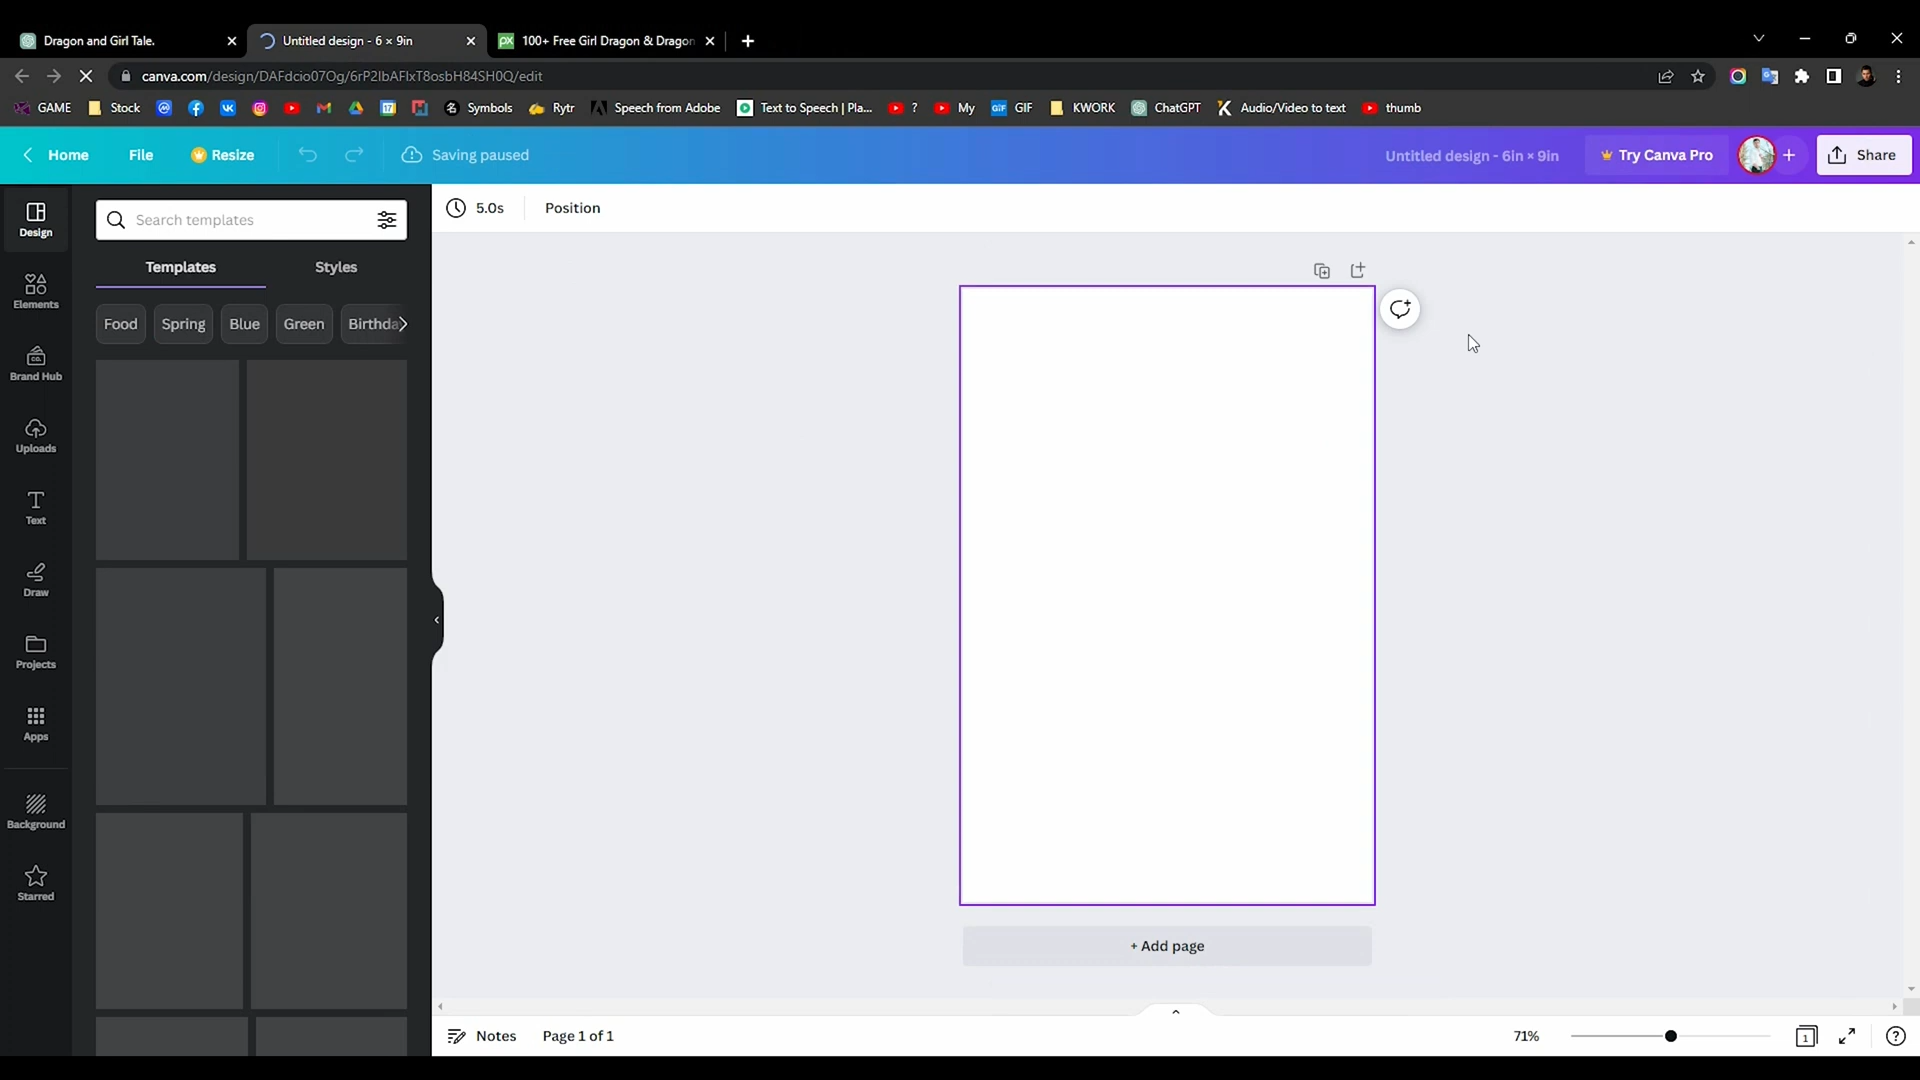 Dragon and Girl Tale.
Untitled design - 6 × 9in
100+ Free Girl Dragon & Dragon
canva.com/design/DAFdcio07Og/6rP2IbAFIxT8osbH84SH0Q/edit
GAME
Stock
Symbols
Rytr
Speech from Adobe
Text to Speech | Pla...
?
My
GIF
KWORK
ChatGPT
Audio/Video to text
thumb
Home
File
Resize
Saving paused
Untitled design - 6in × 9in
Try Canva Pro
Share
Design
Elements
Brand Hub
Uploads
Text
Draw
Projects
Apps
Background
Starred
Search templates
Templates
Styles
Food
Spring
Blue
Green
Birthda
5.0s
Position
+ Add page
Notes
Page 1 of 1
71%
1